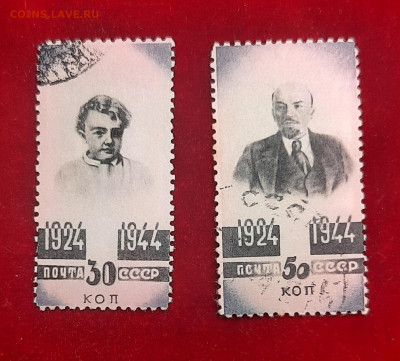 COINS.LAVE.RU
1924 1944
ПОЧТА 30 СССР
КОП
1924 1944
ПОЧТА 50 СССР
КОП